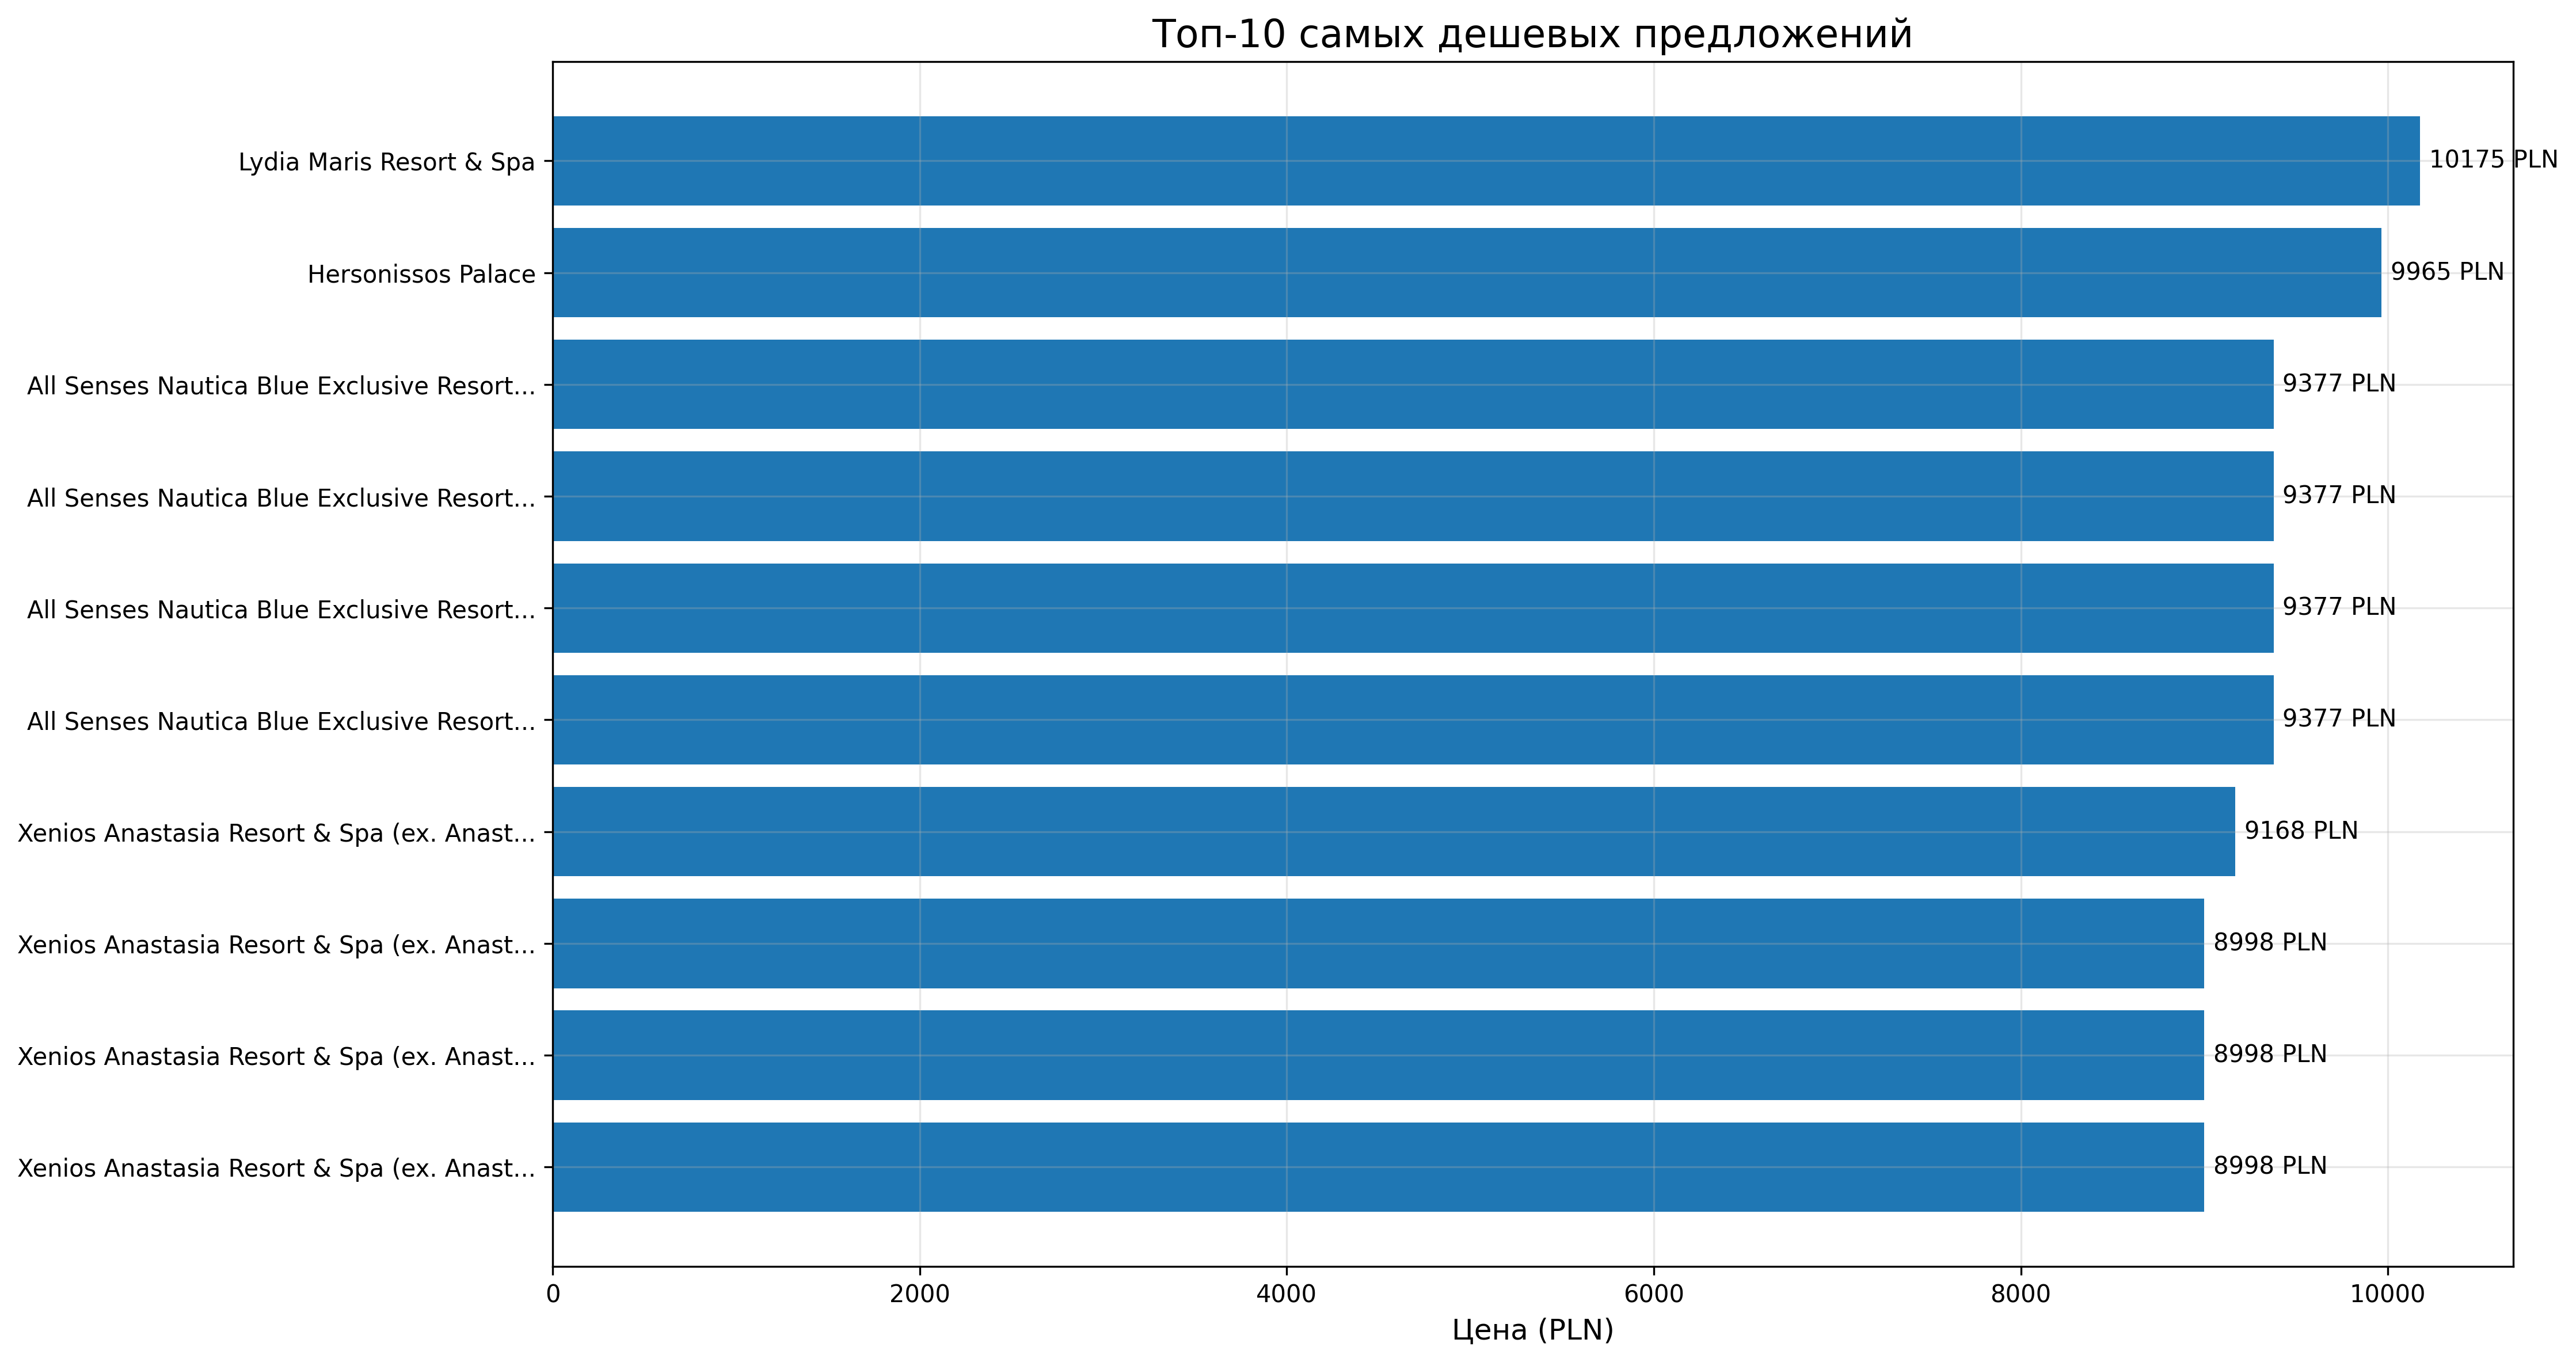 Топ-10 самых дешевых предложений
Lydia Maris Resort & Spa
10175 PLN
Hersonissos Palace
9965 PLN
All Senses Nautica Blue Exclusive Resort...
9377 PLN
All Senses Nautica Blue Exclusive Resort...
9377 PLN
All Senses Nautica Blue Exclusive Resort...
9377 PLN
All Senses Nautica Blue Exclusive Resort...
9377 PLN
Xenios Anastasia Resort & Spa (ex. Anast...
9168 PLN
Xenios Anastasia Resort & Spa (ex. Anast...
8998 PLN
Xenios Anastasia Resort & Spa (ex. Anast...
8998 PLN
Xenios Anastasia Resort & Spa (ex. Anast...
8998 PLN
0 2000 4000 6000 8000 10000
Цена (PLN)